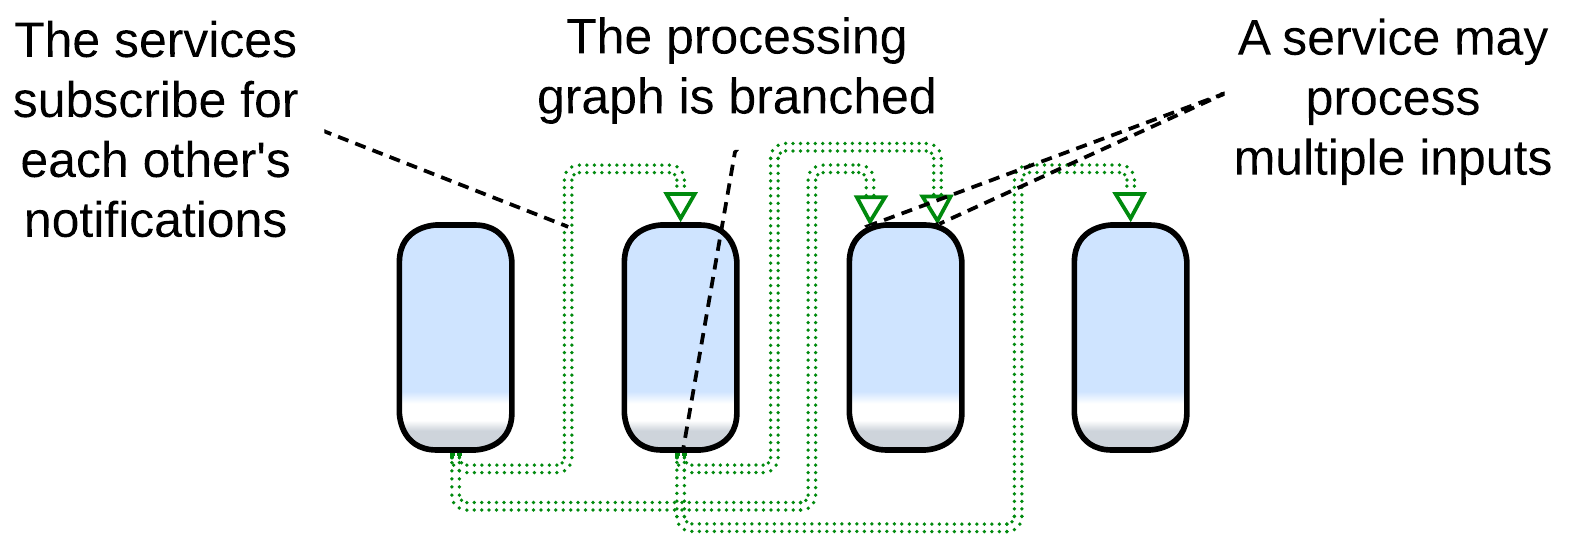 The services
subscribe for
each other's
notifications
The processing
graph is branched
A service may
process
multiple inputs